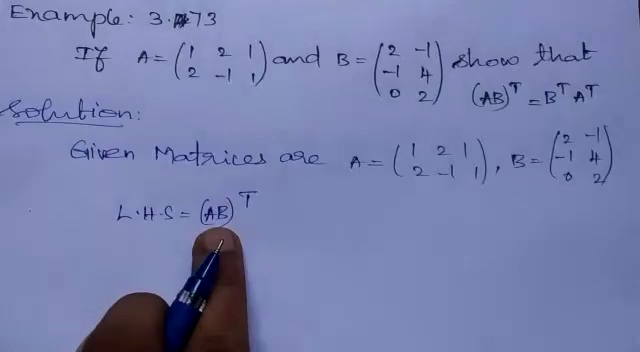 Example: 3.73
If A = (1 2 1 2 -1 1) and B = (2 -1 -1 4 0 2) show that
(AB)ᵀ = BᵀAᵀ
Solution:
Given Matrices are A = (1 2 1 2 -1 1), B = (2 -1 -1 4 0 2)
L.H.S = (AB)ᵀ